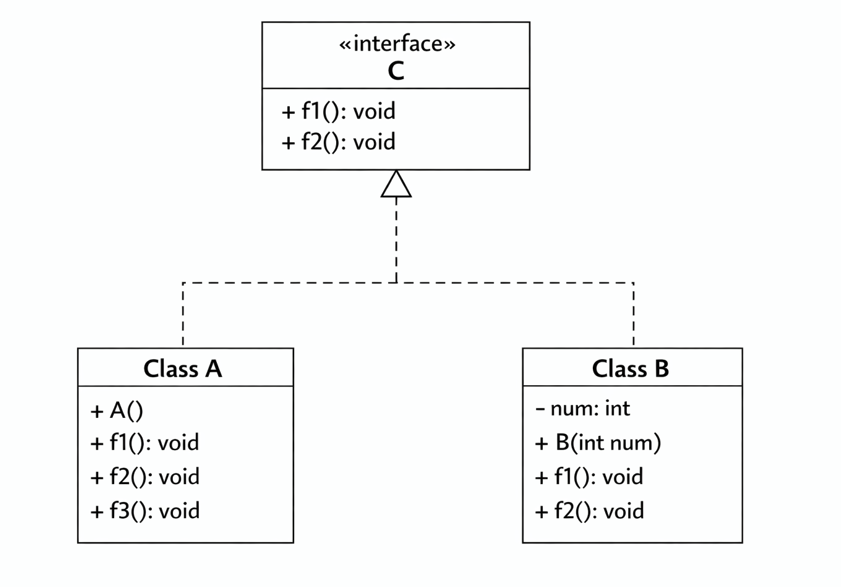 «interface»
C
+ f1(): void
+ f2(): void
Class A
+ A()
+ f1(): void
+ f2(): void
+ f3(): void
Class B
- num: int
+ B(int num)
+ f1(): void
+ f2(): void